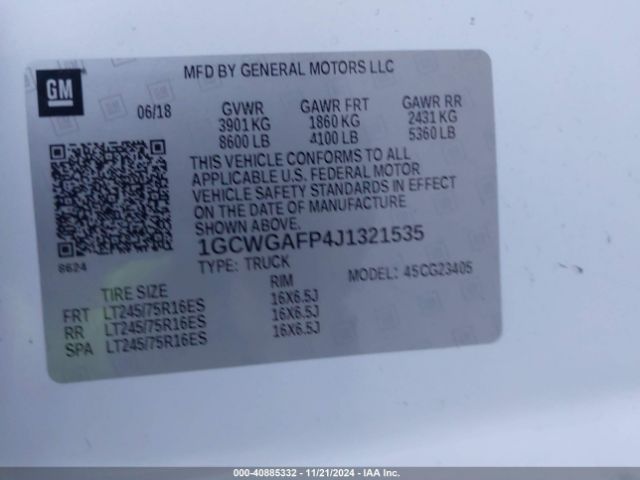 GM
MFD BY GENERAL MOTORS LLC
06/18 GVWR GAWR FRT GAWR RR
3901 KG 1860 KG 2431 KG
8600 LB 4100 LB 5360 LB
THIS VEHICLE CONFORMS TO ALL
APPLICABLE U.S. FEDERAL MOTOR
VEHICLE SAFETY STANDARDS IN EFFECT
ON THE DATE OF MANUFACTURE
SHOWN ABOVE.
1GCWGAFP4J1321535
8624
TYPE: TRUCK MODEL: 45CG23405
TIRE SIZE RIM
FRT LT245/75R16ES 16X6.5J
RR LT245/75R16ES 16X6.5J
SPA LT245/75R16ES 16X6.5J
000-40885332 - 11/21/2024 - IAA Inc.